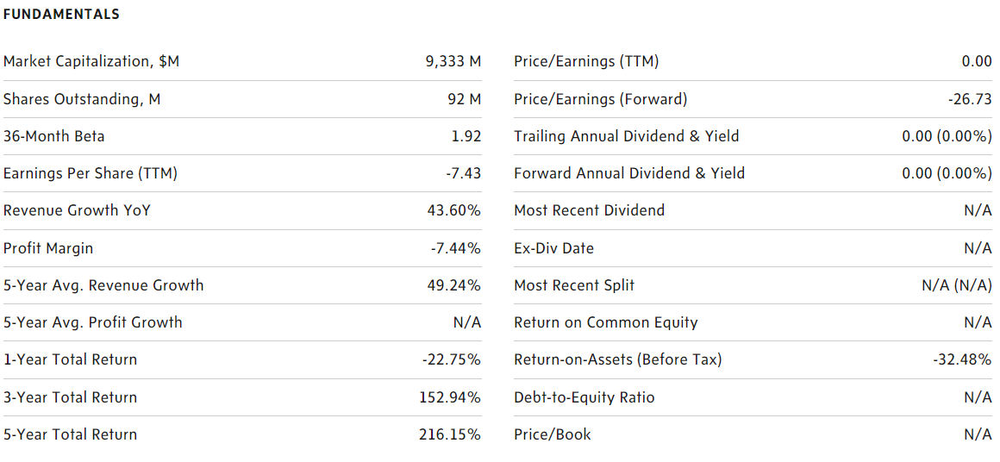 FUNDAMENTALS
Market Capitalization, $M 9,333 M Price/Earnings (TTM) 0.00
Shares Outstanding, M 92 M Price/Earnings (Forward) -26.73
36-Month Beta 1.92 Trailing Annual Dividend & Yield 0.00 (0.00%)
Earnings Per Share (TTM) -7.43 Forward Annual Dividend & Yield 0.00 (0.00%)
Revenue Growth YoY 43.60% Most Recent Dividend N/A
Profit Margin -7.44% Ex-Div Date N/A
5-Year Avg. Revenue Growth 49.24% Most Recent Split N/A (N/A)
5-Year Avg. Profit Growth N/A Return on Common Equity N/A
1-Year Total Return -22.75% Return-on-Assets (Before Tax) -32.48%
3-Year Total Return 152.94% Debt-to-Equity Ratio N/A
5-Year Total Return 216.15% Price/Book N/A